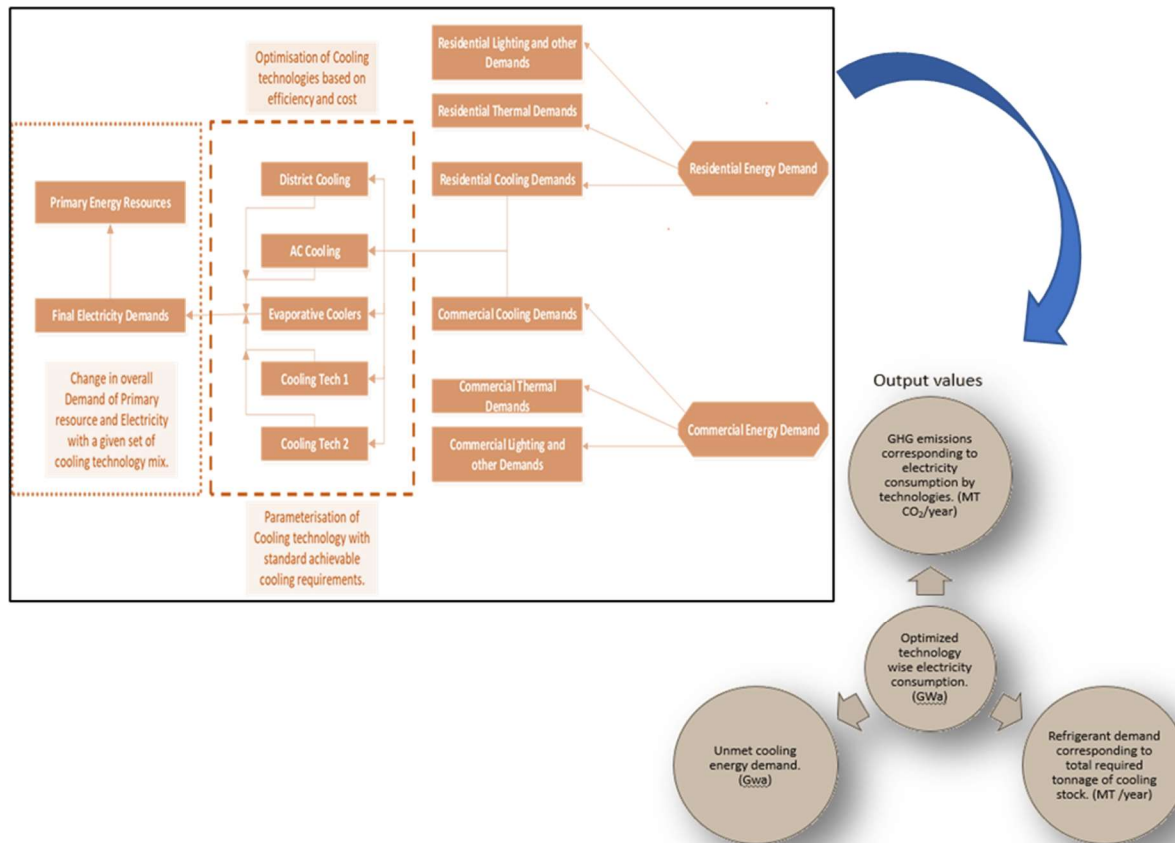 Optimisation of Cooling
technologies based on
efficiency and cost
Residential Lighting and other
Demands
Residential Thermal Demands
Residential Cooling Demands
Residential Energy Demand
Primary Energy Resources
Final Electricity Demands
Change in overall
Demand of Primary
resource and Electricity
with a given set of
cooling technology mix.
District Cooling
AC Cooling
Evaporative Coolers
Cooling Tech 1
Cooling Tech 2
Parameterisation of
Cooling technology with
standard achievable
cooling requirements.
Commercial Cooling Demands
Commercial Thermal
Demands
Commercial Lighting and
other Demands
Commercial Energy Demand
Output values
GHG emissions
corresponding to
electricity
consumption by
technologies. (MT
CO₂/year)
Optimized
technology
wise electricity
consumption.
(GWa)
Unmet cooling
energy demand.
(Gwa)
Refrigerant demand
corresponding to
total required
tonnage of cooling
stock. (MT /year)